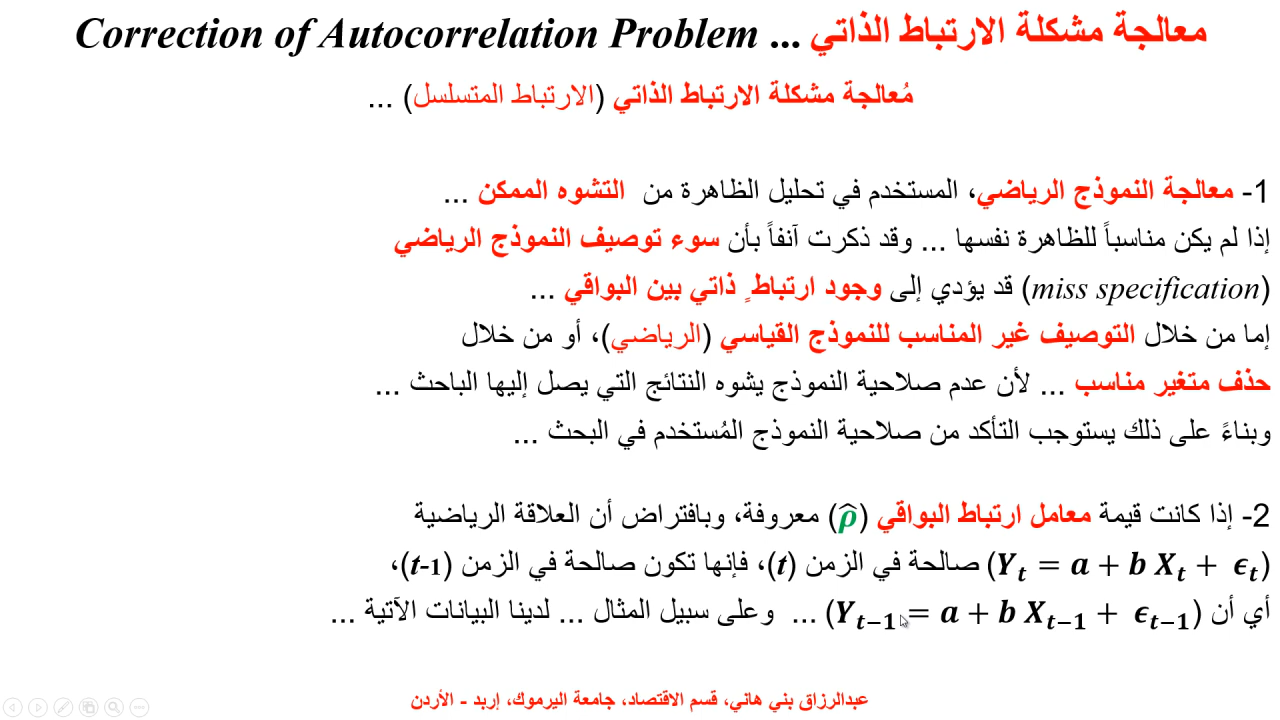 معالجة مشكلة الارتباط الذاتي ... Correction of Autocorrelation Problem
مُعالجة مشكلة الارتباط الذاتي (الارتباط المتسلسل) ...
1- معالجة النموذج الرياضي، المستخدم في تحليل الظاهرة من التشوه الممكن ...
إذا لم يكن مناسباً للظاهرة نفسها ... وقد ذكرت آنفاً بأن سوء توصيف النموذج الرياضي
(miss specification) قد يؤدي إلى وجود ارتباطٍ ذاتي بين البواقي ...
إما من خلال التوصيف غير المناسب للنموذج القياسي (الرياضي)، أو من خلال
حذف متغير مناسب ... لأن عدم صلاحية النموذج يشوه النتائج التي يصل إليها الباحث ...
وبناءً على ذلك يستوجب التأكد من صلاحية النموذج المُستخدم في البحث ...
2- إذا كانت قيمة معامل ارتباط البواقي (ρ̂) معروفة، وبافتراض أن العلاقة الرياضية
(Yₜ = a + b Xₜ + ϵₜ) صالحة في الزمن (t)، فإنها تكون صالحة في الزمن (t-1)،
أي أن (Yₜ₋₁ = a + b Xₜ₋₁ + ϵₜ₋₁) ... وعلى سبيل المثال ... لدينا البيانات الآتية ...
عبدالرزاق بني هاني، قسم الاقتصاد، جامعة اليرموك، إربد - الأردن